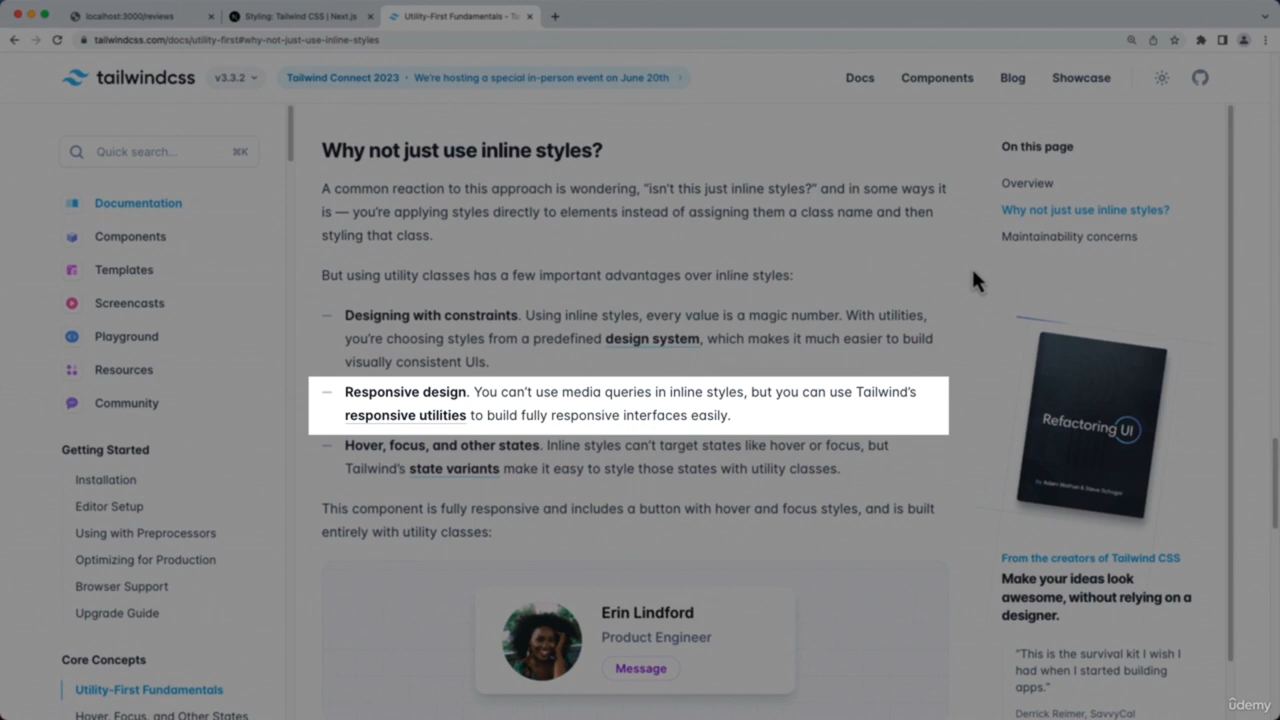 localhost:3000/reviews
Styling: Tailwind CSS | Next.js
Utility-First Fundamentals - Ta
tailwindcss.com/docs/utility-first#why-not-just-use-inline-styles
tailwindcss
v3.3.2
Tailwind Connect 2023 · We're hosting a special in-person event on June 20th
Docs
Components
Blog
Showcase
Quick search...
⌘K
Documentation
Components
Templates
Screencasts
Playground
Resources
Community
Getting Started
Installation
Editor Setup
Using with Preprocessors
Optimizing for Production
Browser Support
Upgrade Guide
Core Concepts
Utility-First Fundamentals
Hover, Focus, and Other States
Why not just use inline styles?
A common reaction to this approach is wondering, “isn’t this just inline styles?” and in some ways it
is — you’re applying styles directly to elements instead of assigning them a class name and then
styling that class.
But using utility classes has a few important advantages over inline styles:
— Designing with constraints. Using inline styles, every value is a magic number. With utilities,
you’re choosing styles from a predefined design system, which makes it much easier to build
visually consistent UIs.
— Responsive design. You can’t use media queries in inline styles, but you can use Tailwind’s
responsive utilities to build fully responsive interfaces easily.
— Hover, focus, and other states. Inline styles can’t target states like hover or focus, but
Tailwind’s state variants make it easy to style those states with utility classes.
This component is fully responsive and includes a button with hover and focus styles, and is built
entirely with utility classes:
Erin Lindford
Product Engineer
Message
On this page
Overview
Why not just use inline styles?
Maintainability concerns
Refactoring UI
by Adam Wathan & Steve Schoger
From the creators of Tailwind CSS
Make your ideas look
awesome, without relying on a
designer.
“This is the survival kit I wish I
had when I started building
apps.”
Derrick Reimer, SavvyCal
ûdemy